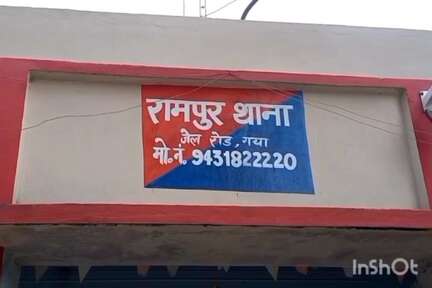 रामपुर थाना
जेल रोड, गया
मो. नं. 9431822220
InShOt